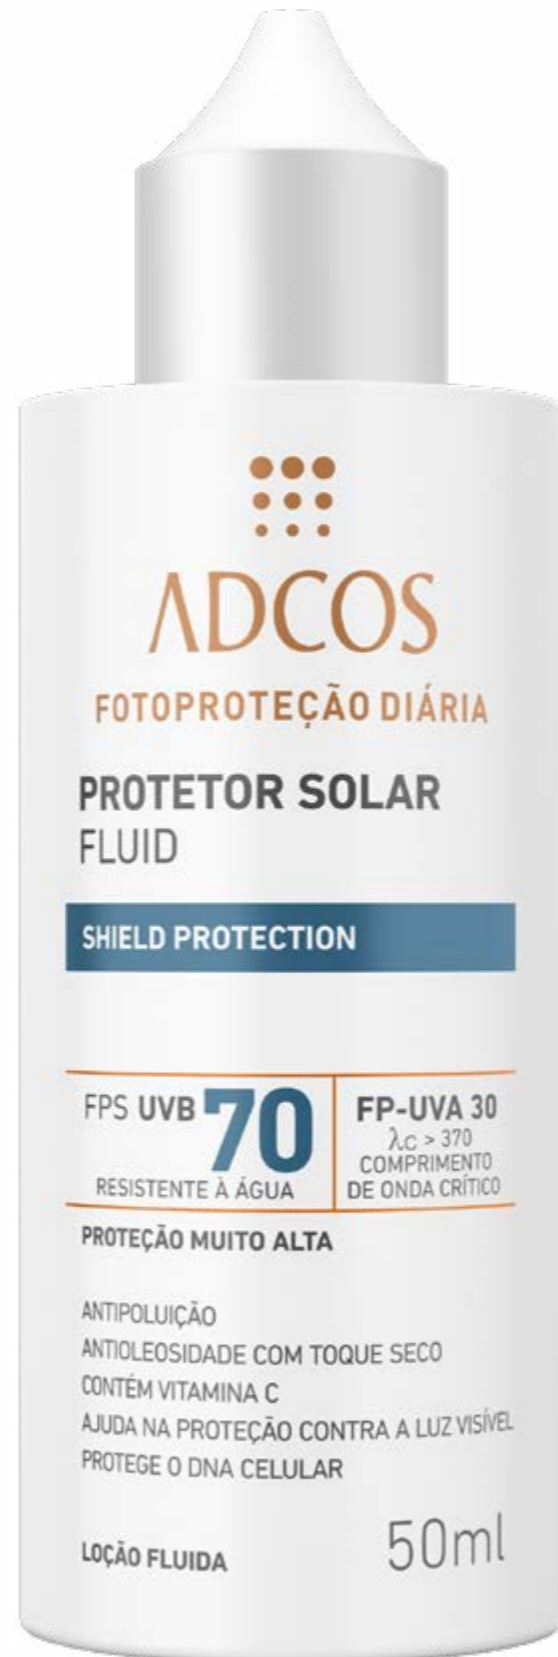 ADCOS
FOTOPROTEÇÃO DIÁRIA
PROTETOR SOLAR
FLUID
SHIELD PROTECTION
FPS UVB 70
RESISTENTE À ÁGUA
FP-UVA 30
λc > 370
COMPRIMENTO
DE ONDA CRÍTICO
PROTEÇÃO MUITO ALTA
ANTIPOLUIÇÃO
ANTIOLEOSIDADE COM TOQUE SECO
CONTÉM VITAMINA C
AJUDA NA PROTEÇÃO CONTRA A LUZ VISÍVEL
PROTEGE O DNA CELULAR
LOÇÃO FLUIDA
50ml